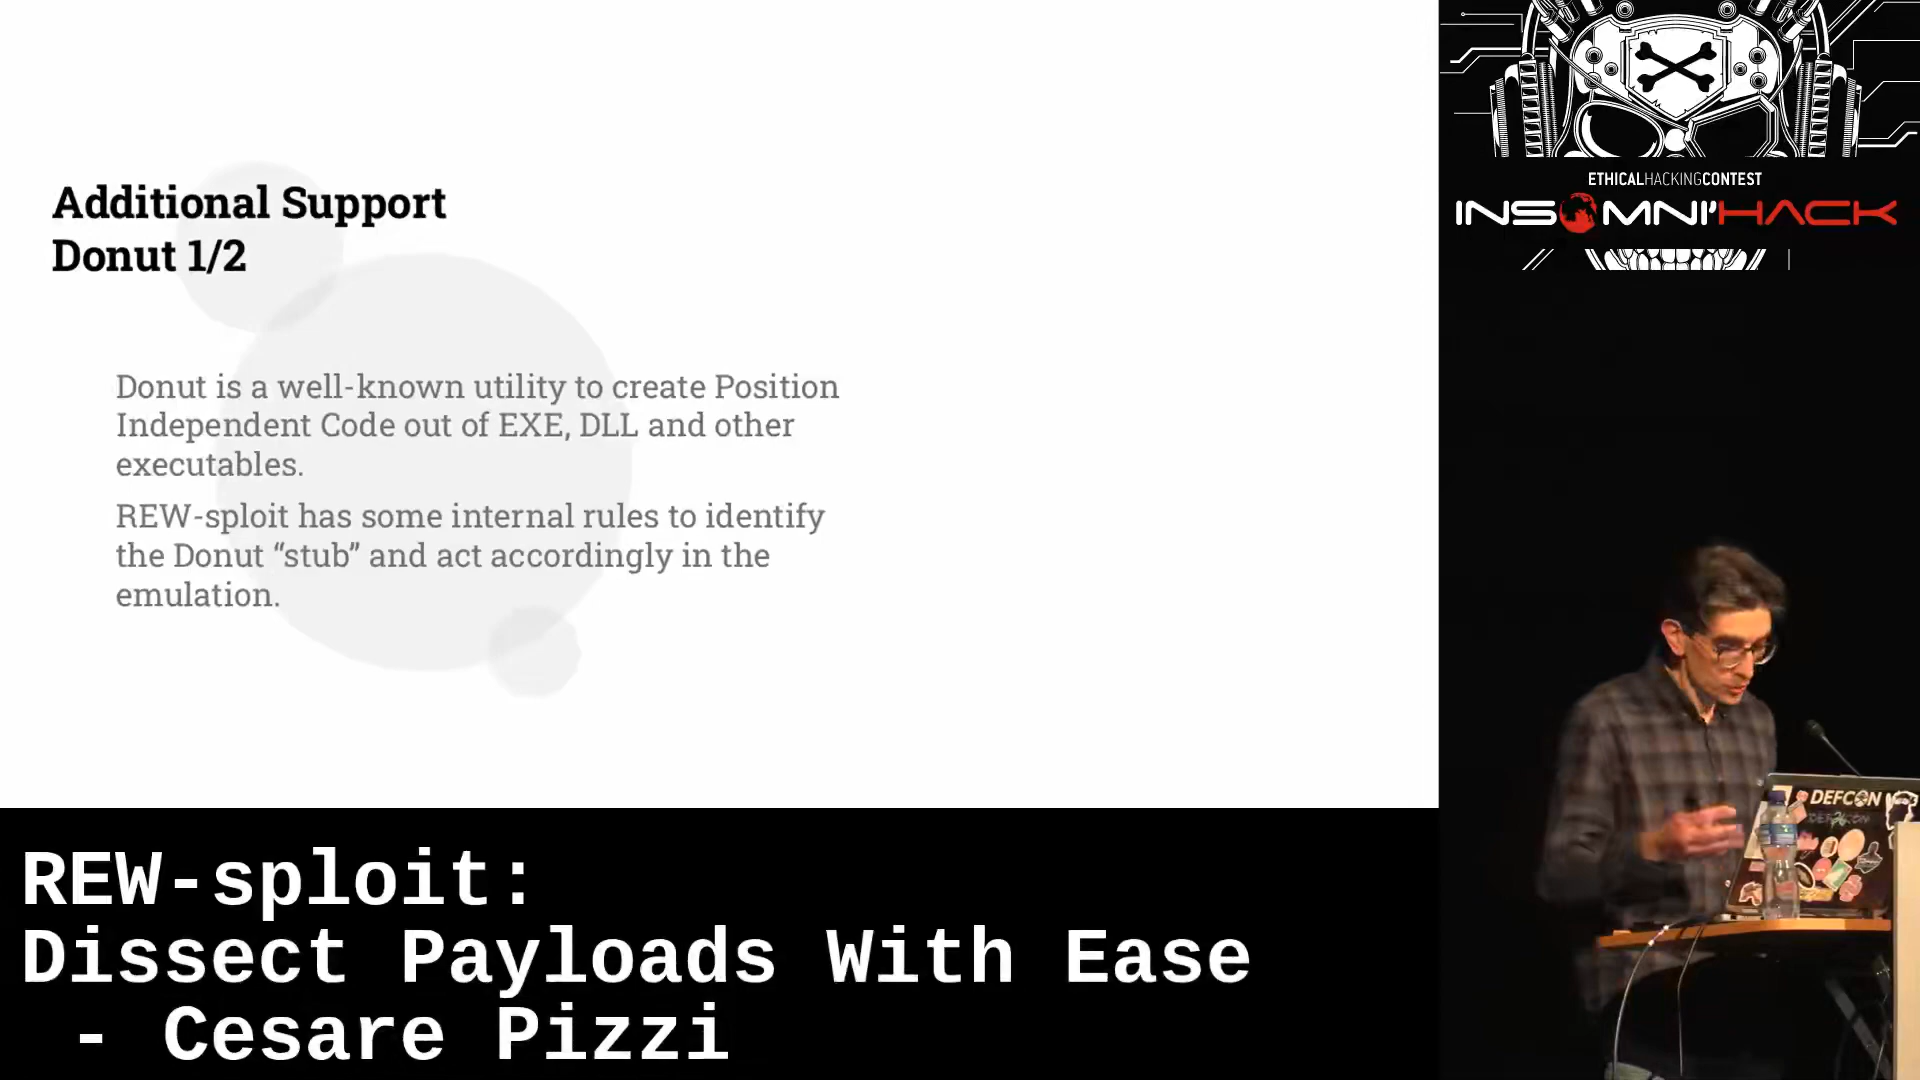 Additional Support
Donut 1/2
Donut is a well-known utility to create Position
Independent Code out of EXE, DLL and other
executables.
REW-sploit has some internal rules to identify
the Donut “stub” and act accordingly in the
emulation.
ETHICALHACKINGCONTEST
INSOMNI'HACK
DEFCON
REW-sploit:
Dissect Payloads With Ease
- Cesare Pizzi